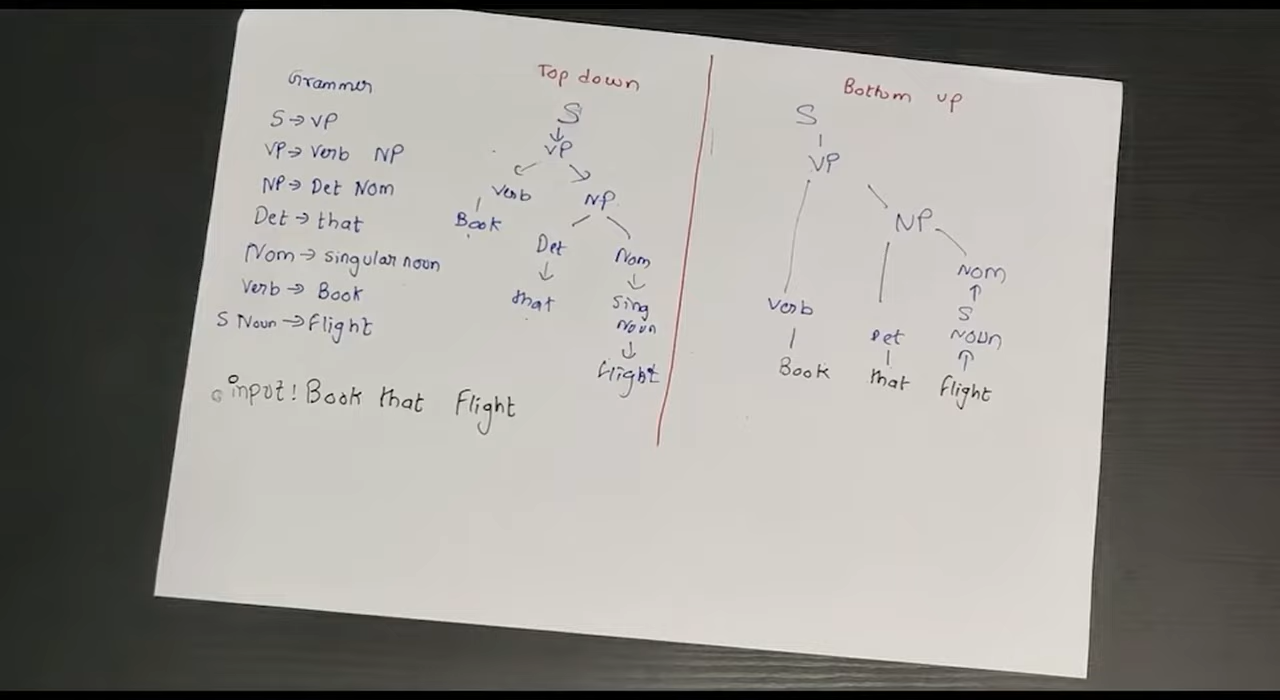 Grammer
S → VP
VP → Verb NP
NP → Det Nom
Det → that
Nom → singular noun
Verb → Book
S Noun → Flight
input! Book that Flight
Top down
S
VP
Verb NP
Book
Det Nom
that Sing
Noun
flight
Bottom up
S
VP
NP
Nom
Verb S
Det Noun
Book that flight